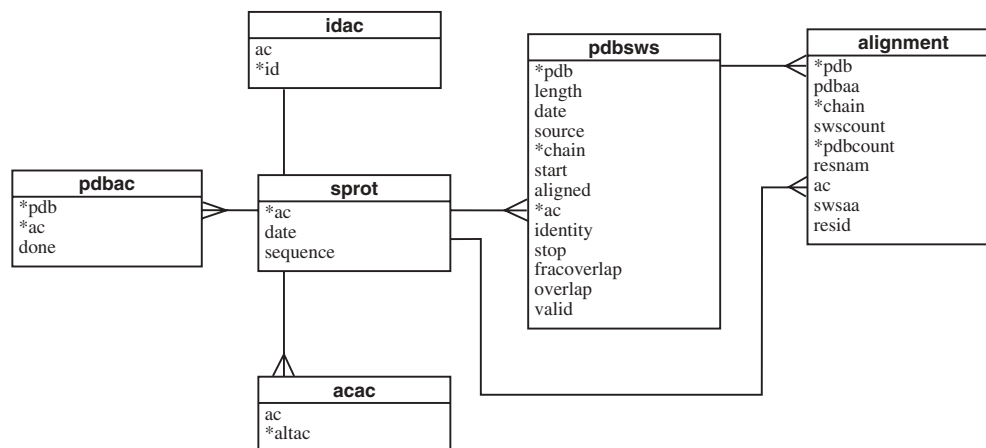 idac
ac
*id
pdbsws
*pdb
length
date
source
*chain
start
aligned
*ac
identity
stop
fracoverlap
overlap
valid
alignment
*pdb
pdbaa
*chain
swscount
*pdbcount
resnam
ac
swsaa
resid
pdbac
*pdb
*ac
done
sprot
*ac
date
sequence
acac
ac
*altac